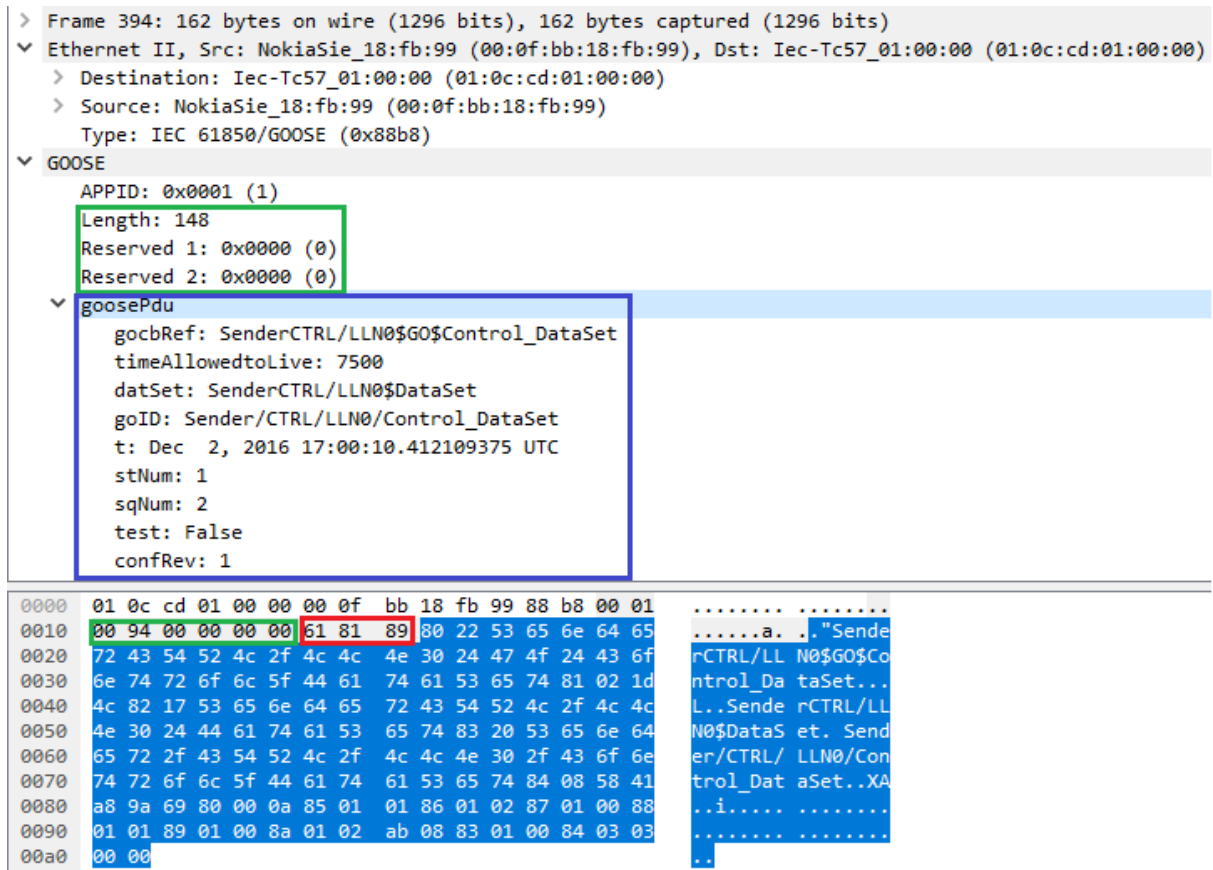 Frame 394: 162 bytes on wire (1296 bits), 162 bytes captured (1296 bits)
Ethernet II, Src: NokiaSie_18:fb:99 (00:0f:bb:18:fb:99), Dst: Iec-Tc57_01:00:00 (01:0c:cd:01:00:00)
Destination: Iec-Tc57_01:00:00 (01:0c:cd:01:00:00)
Source: NokiaSie_18:fb:99 (00:0f:bb:18:fb:99)
Type: IEC 61850/GOOSE (0x88b8)
GOOSE
APPID: 0x0001 (1)
Length: 148
Reserved 1: 0x0000 (0)
Reserved 2: 0x0000 (0)
goosePdu
gocbRef: SenderCTRL/LLN0$GO$Control_DataSet
timeAllowedtoLive: 7500
datSet: SenderCTRL/LLN0$DataSet
goID: Sender/CTRL/LLN0/Control_DataSet
t: Dec  2, 2016 17:00:10.412109375 UTC
stNum: 1
sqNum: 2
test: False
confRev: 1
0000 01 0c cd 01 00 00 00 0f bb 18 fb 99 88 b8 00 01 ........ ........
0010 00 94 00 00 00 00 61 81 89 80 22 53 65 6e 64 65 ......a. .."Sende
0020 72 43 54 52 4c 2f 4c 4c 4e 30 24 47 4f 24 43 6f rCTRL/LL N0$GO$Co
0030 6e 74 72 6f 6c 5f 44 61 74 61 53 65 74 81 02 1d ntrol_Da taSet...
0040 4c 82 17 53 65 6e 64 65 72 43 54 52 4c 2f 4c 4c L..Sende rCTRL/LL
0050 4e 30 24 44 61 74 61 53 65 74 83 20 53 65 6e 64 N0$DataS et. Send
0060 65 72 2f 43 54 52 4c 2f 4c 4c 4e 30 2f 43 6f 6e er/CTRL/ LLN0/Con
0070 74 72 6f 6c 5f 44 61 74 61 53 65 74 84 08 58 41 trol_Dat aSet..XA
0080 a8 9a 69 80 00 0a 85 01 01 86 01 02 87 01 00 88 ..i..... ........
0090 01 01 89 01 00 8a 01 02 ab 08 83 01 00 84 03 03 ........ ........
00a0 00 00 ..